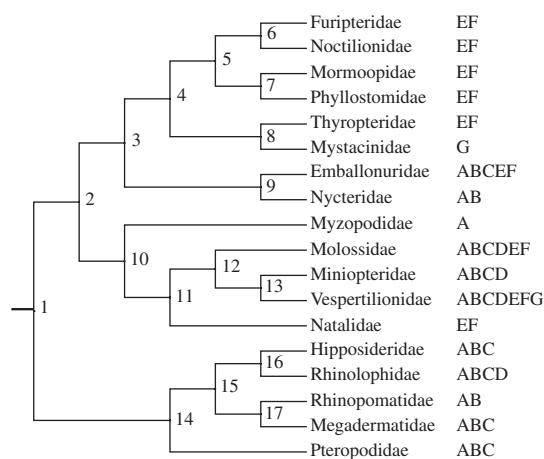 Furipteridae EF
6
Noctilionidae EF
5
Mormoopidae EF
7
4
Phyllostomidae EF
Thyropteridae EF
8
3
Mystacinidae G
Emballonuridae ABCEF
9
2
Nycteridae AB
Myzopodidae A
10
Molossidae ABCDEF
12
Miniopteridae ABCD
13
11
Vespertilionidae ABCDEFG
1
Natalidae EF
Hipposideridae ABC
16
Rhinolophidae ABCD
15
Rhinopomatidae AB
17
14
Megadermatidae ABC
Pteropodidae ABC